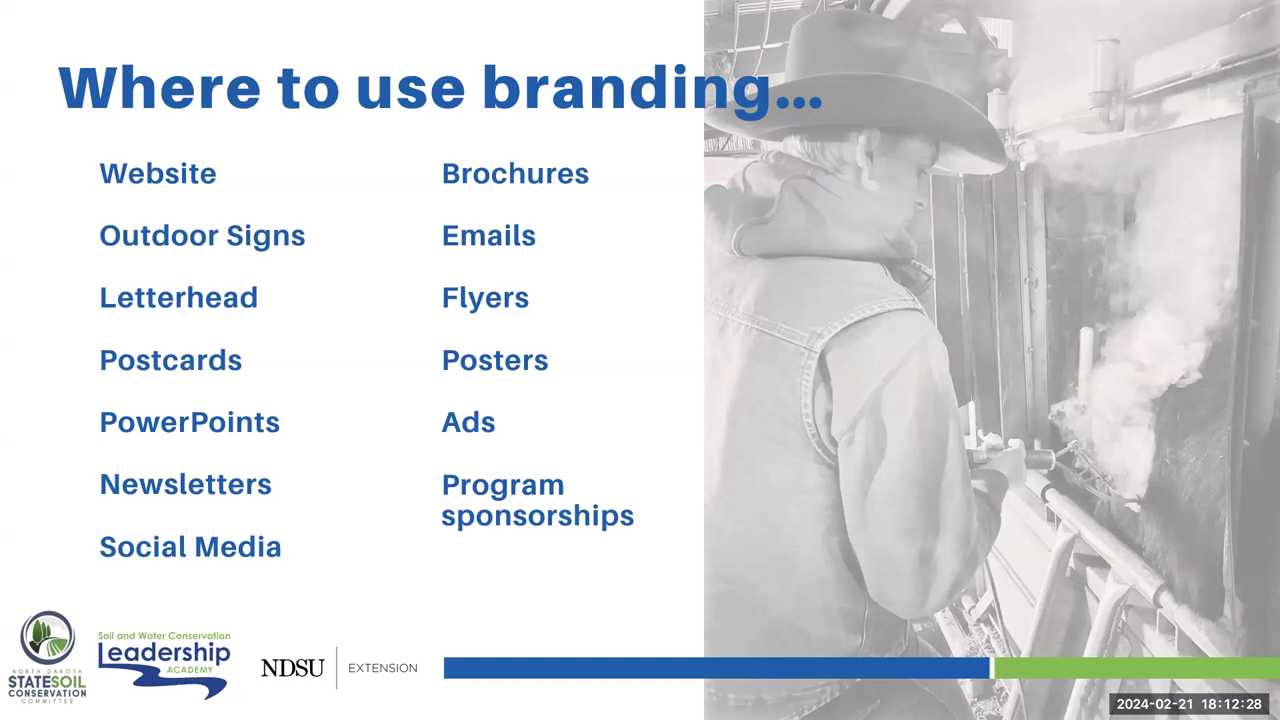 Where to use branding...
Website
Outdoor Signs
Letterhead
Postcards
PowerPoints
Newsletters
Social Media
Brochures
Emails
Flyers
Posters
Ads
Program
sponsorships
NORTH DAKOTA
STATESOIL
CONSERVATION
COMMITTEE
Soil and Water Conservation
Leadership
ACADEMY
NDSU
EXTENSION
2024-02-21 18:12:28